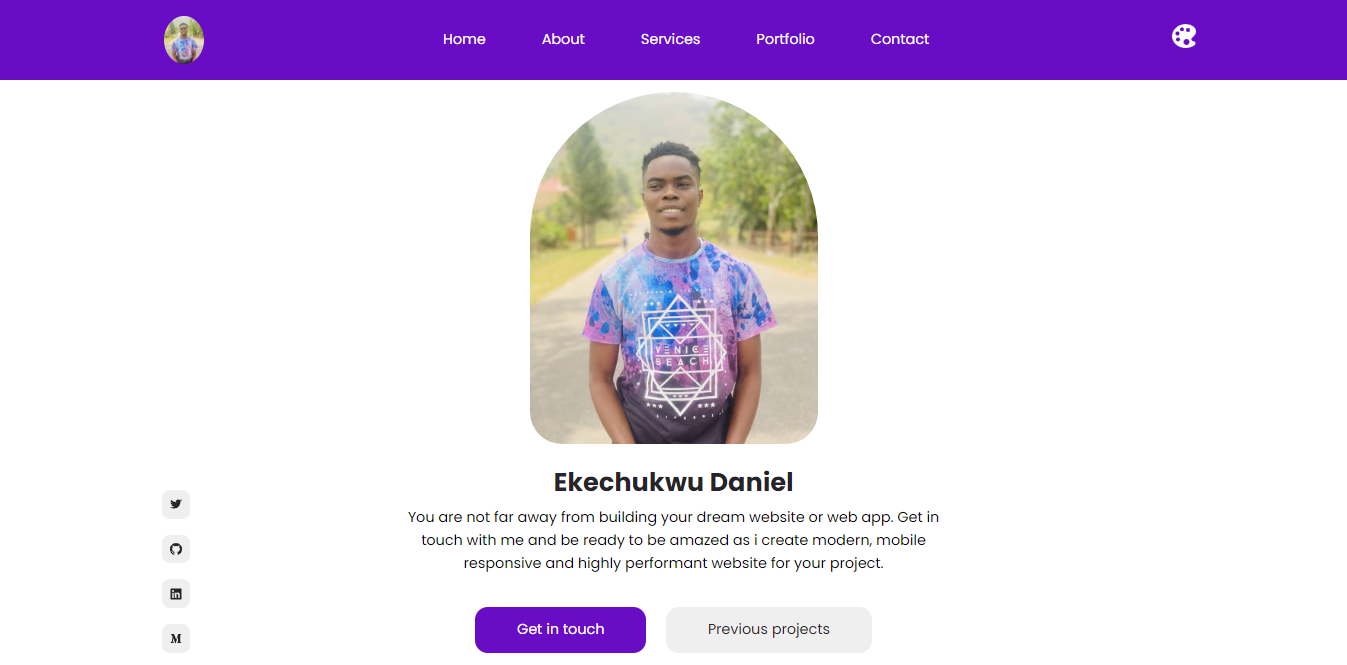 Home About Services Portfolio Contact
VENICE
BEACH
Ekechukwu Daniel
You are not far away from building your dream website or web app. Get in
touch with me and be ready to be amazed as i create modern, mobile
responsive and highly performant website for your project.
Get in touch Previous projects
M